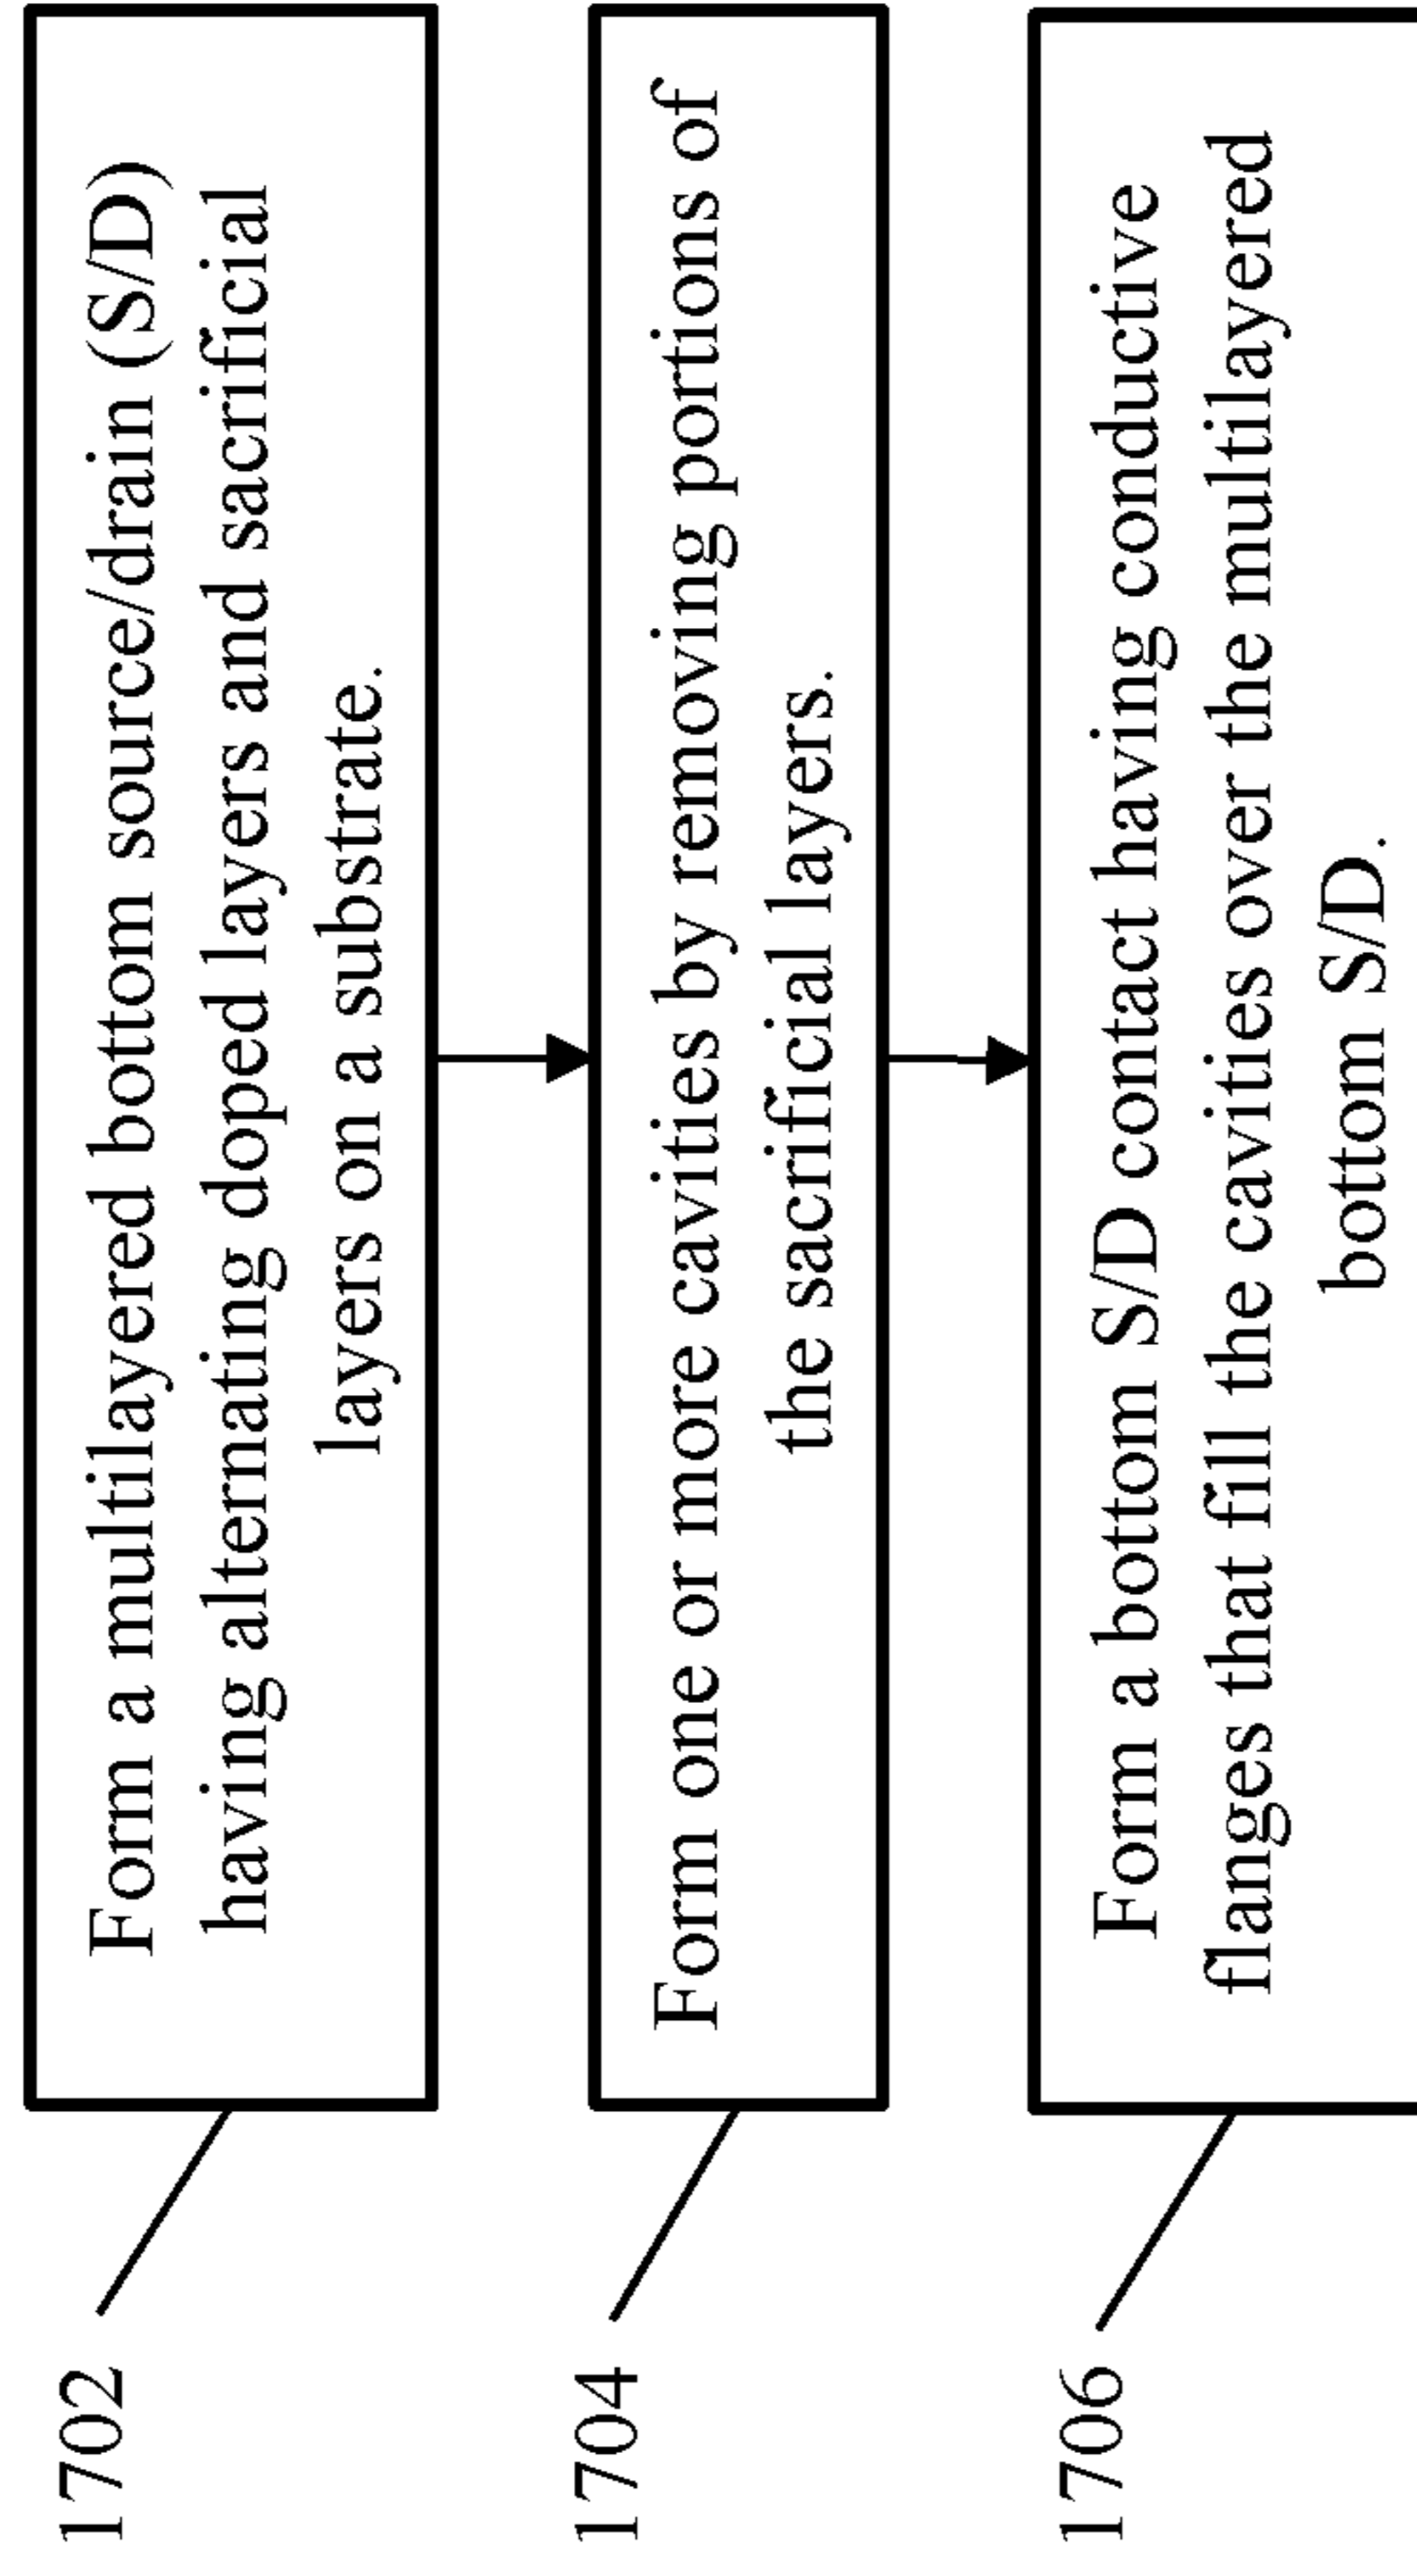 1702
Form a multilayered bottom source/drain (S/D)
having alternating doped layers and sacrificial
layers on a substrate.
1704
Form one or more cavities by removing portions of
the sacrificial layers.
1706
Form a bottom S/D contact having conductive
flanges that fill the cavities over the multilayered
bottom S/D.